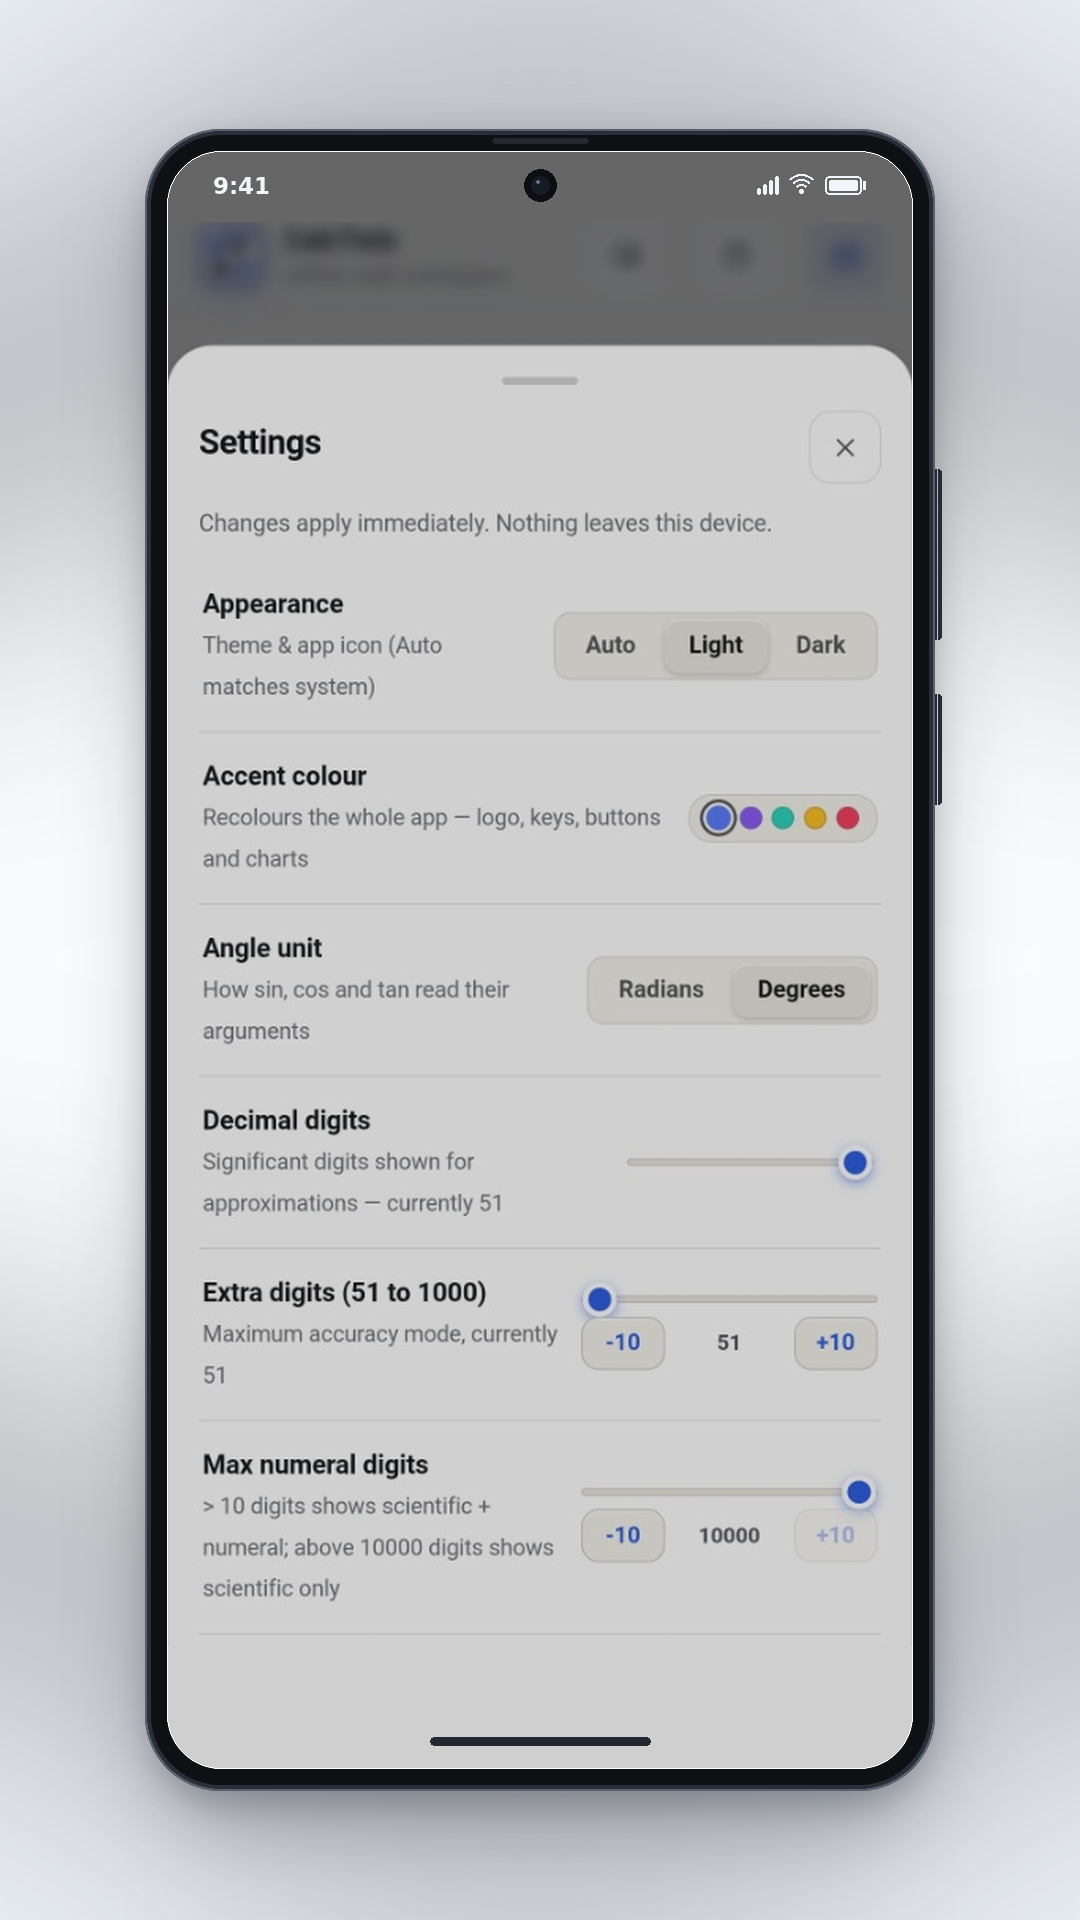 9:41
Settings
Changes apply immediately. Nothing leaves this device.
Appearance
Theme & app icon (Auto
matches system)
Auto Light Dark
Accent colour
Recolours the whole app — logo, keys, buttons
and charts
Angle unit
How sin, cos and tan read their
arguments
Radians Degrees
Decimal digits
Significant digits shown for
approximations — currently 51
Extra digits (51 to 1000)
Maximum accuracy mode, currently
51
-10 51 +10
Max numeral digits
> 10 digits shows scientific +
numeral; above 10000 digits shows
scientific only
-10 10000 +10